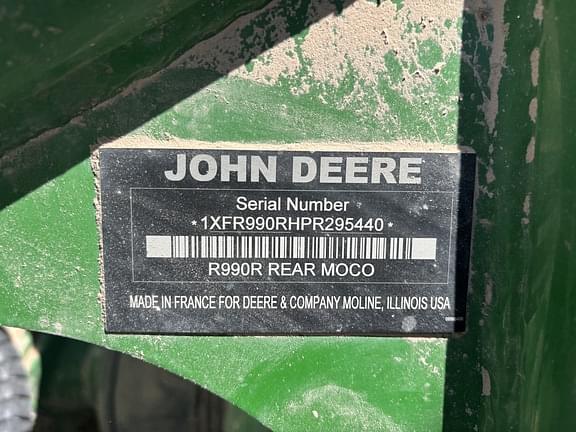 JOHN DEERE
Serial Number
*1XFR990RHPR295440*
R990R REAR MOCO
MADE IN FRANCE FOR DEERE & COMPANY MOLINE, ILLINOIS USA